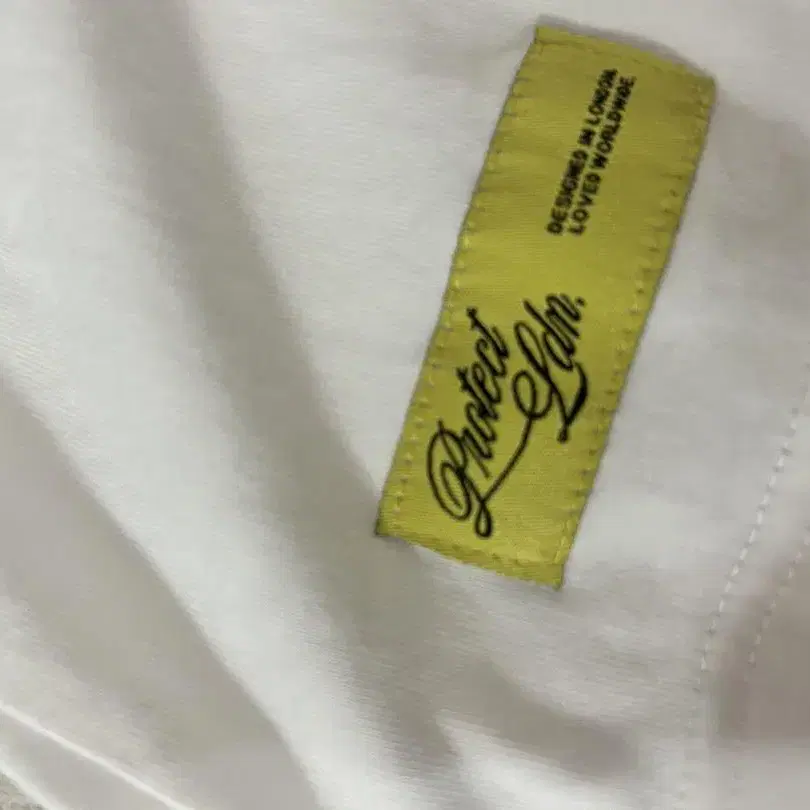 Protect
Ldn.
DESIGNED IN LONDON,
LOVED WORLDWIDE.